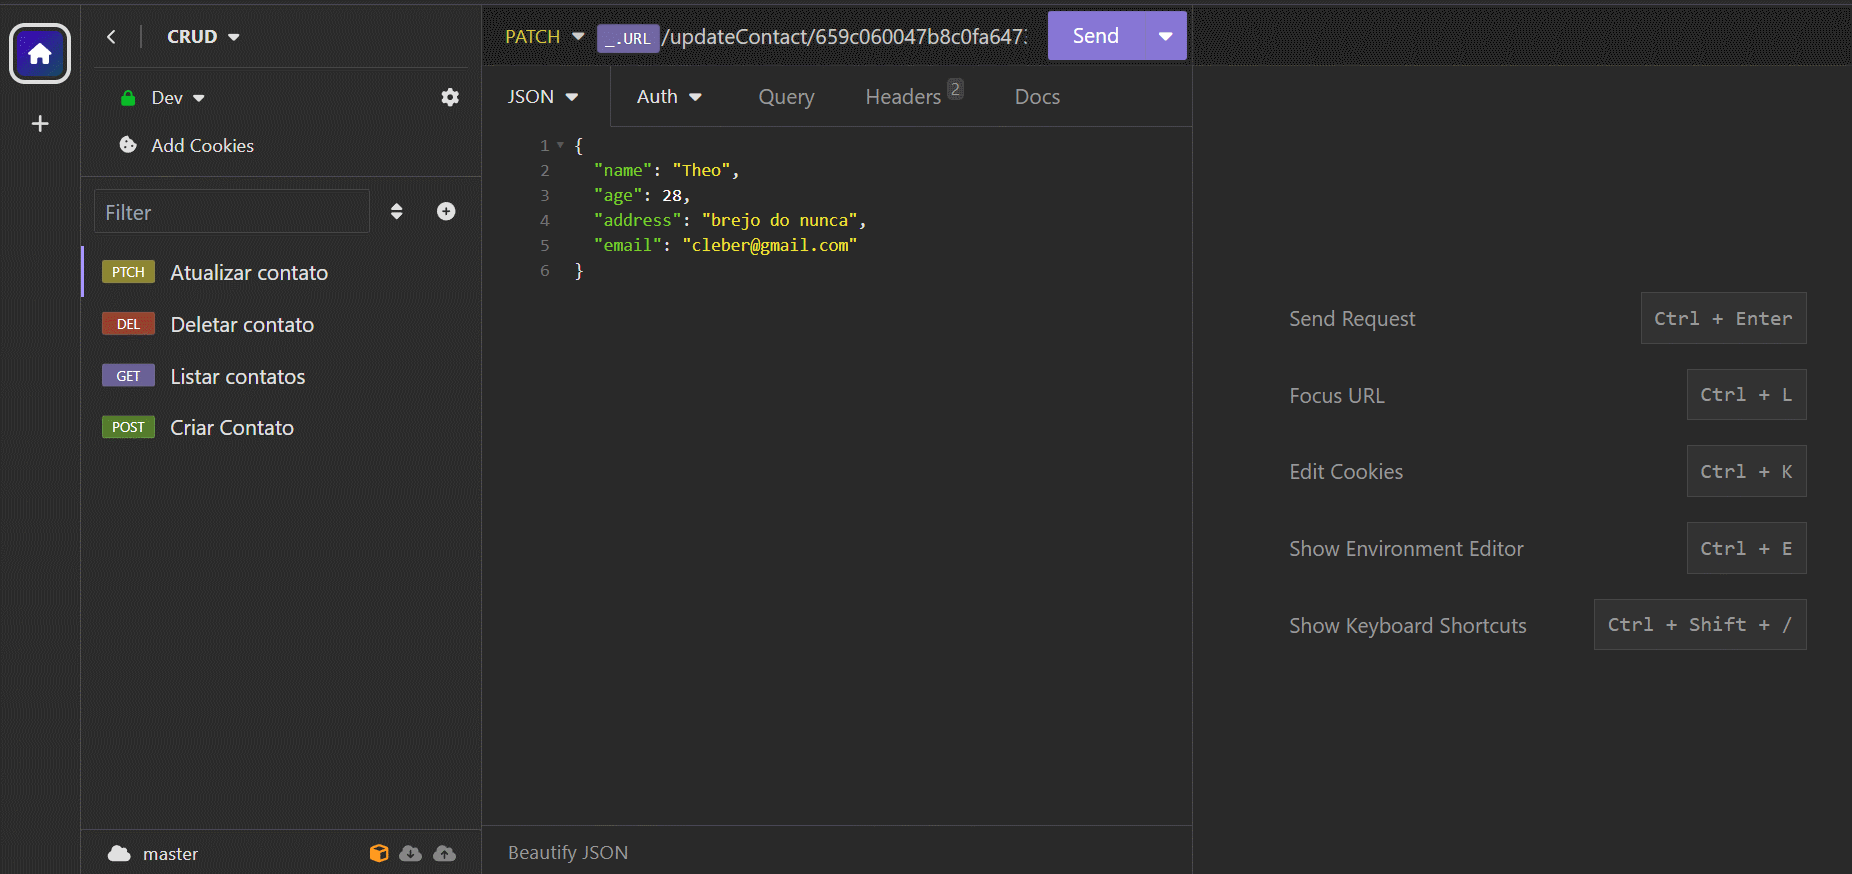 CRUD
Dev
Add Cookies
Filter
PTCH Atualizar contato
DEL Deletar contato
GET Listar contatos
POST Criar Contato
master
PATCH _.URL /updateContact/659c060047b8c0fa647 Send
JSON Auth Query Headers 2 Docs
1 {
2 "name": "Theo",
3 "age": 28,
4 "address": "brejo do nunca",
5 "email": "cleber@gmail.com"
6 }
Beautify JSON
Send Request Ctrl + Enter
Focus URL Ctrl + L
Edit Cookies Ctrl + K
Show Environment Editor Ctrl + E
Show Keyboard Shortcuts Ctrl + Shift + /